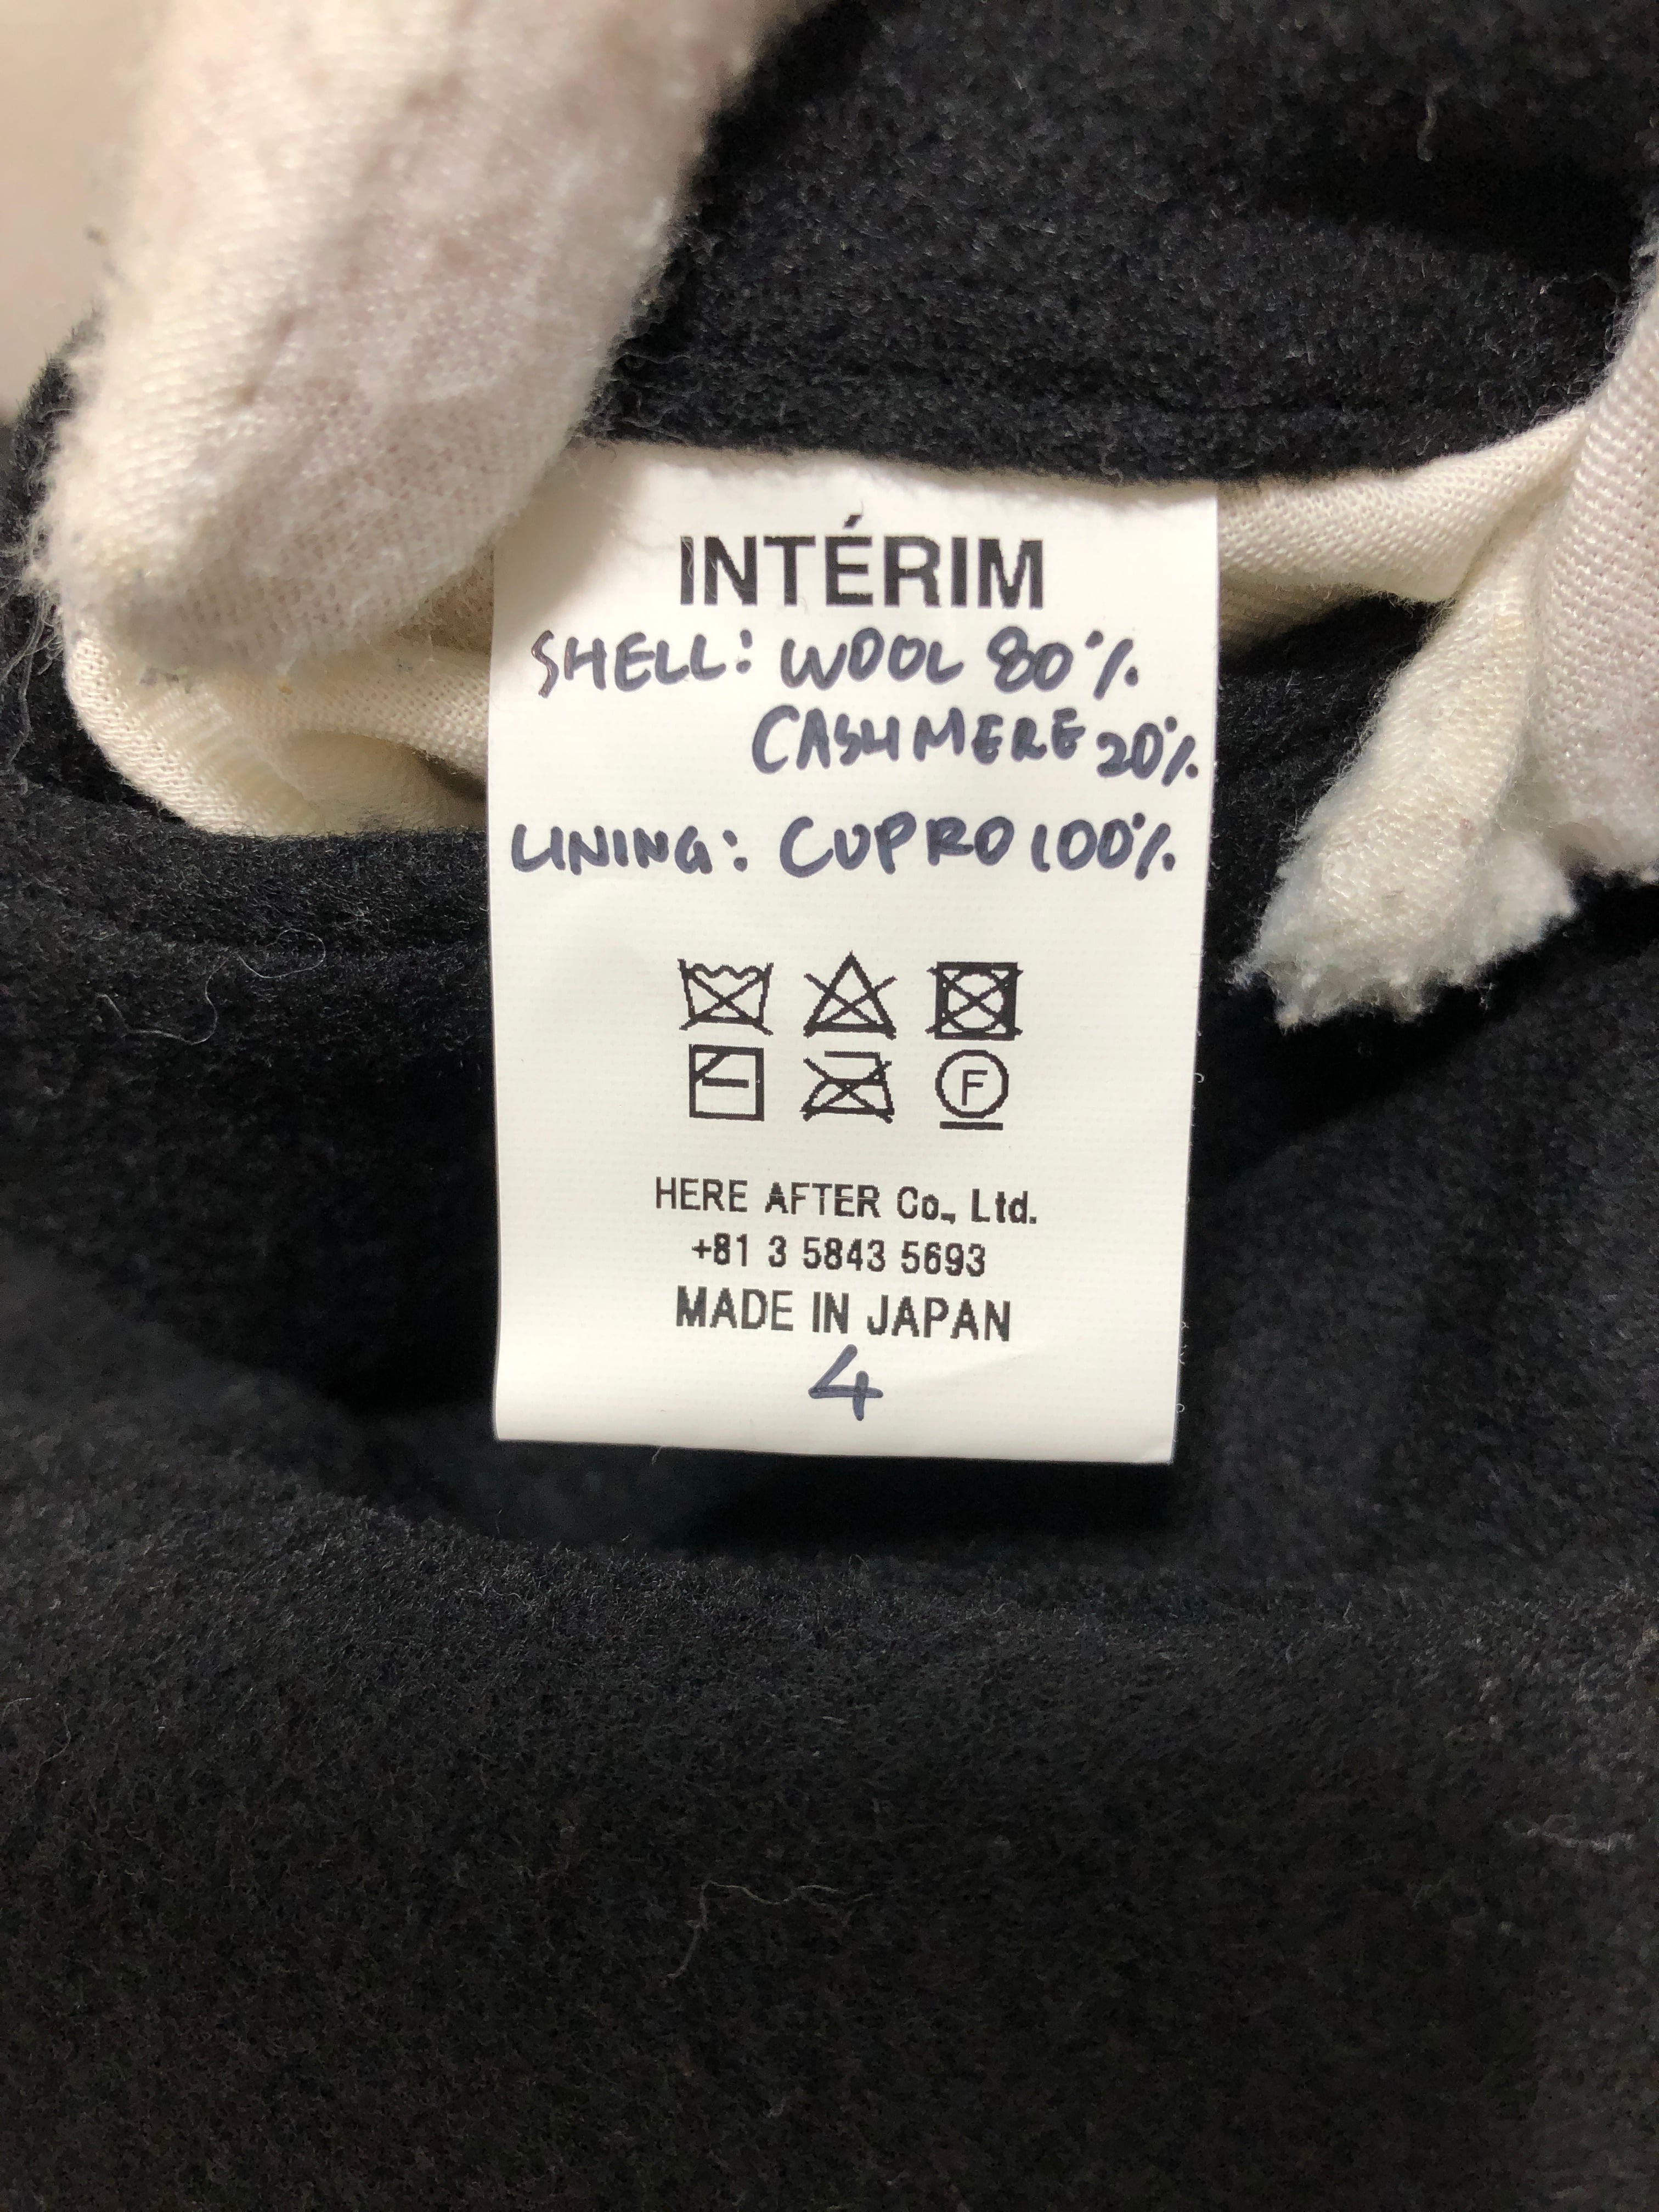 INTÉRIM
SHELL: WOOL 80%
CASHMERE 20%
LINING: CUPRO 100%
F
HERE AFTER Co., Ltd.
+81 3 5843 5693
MADE IN JAPAN
4